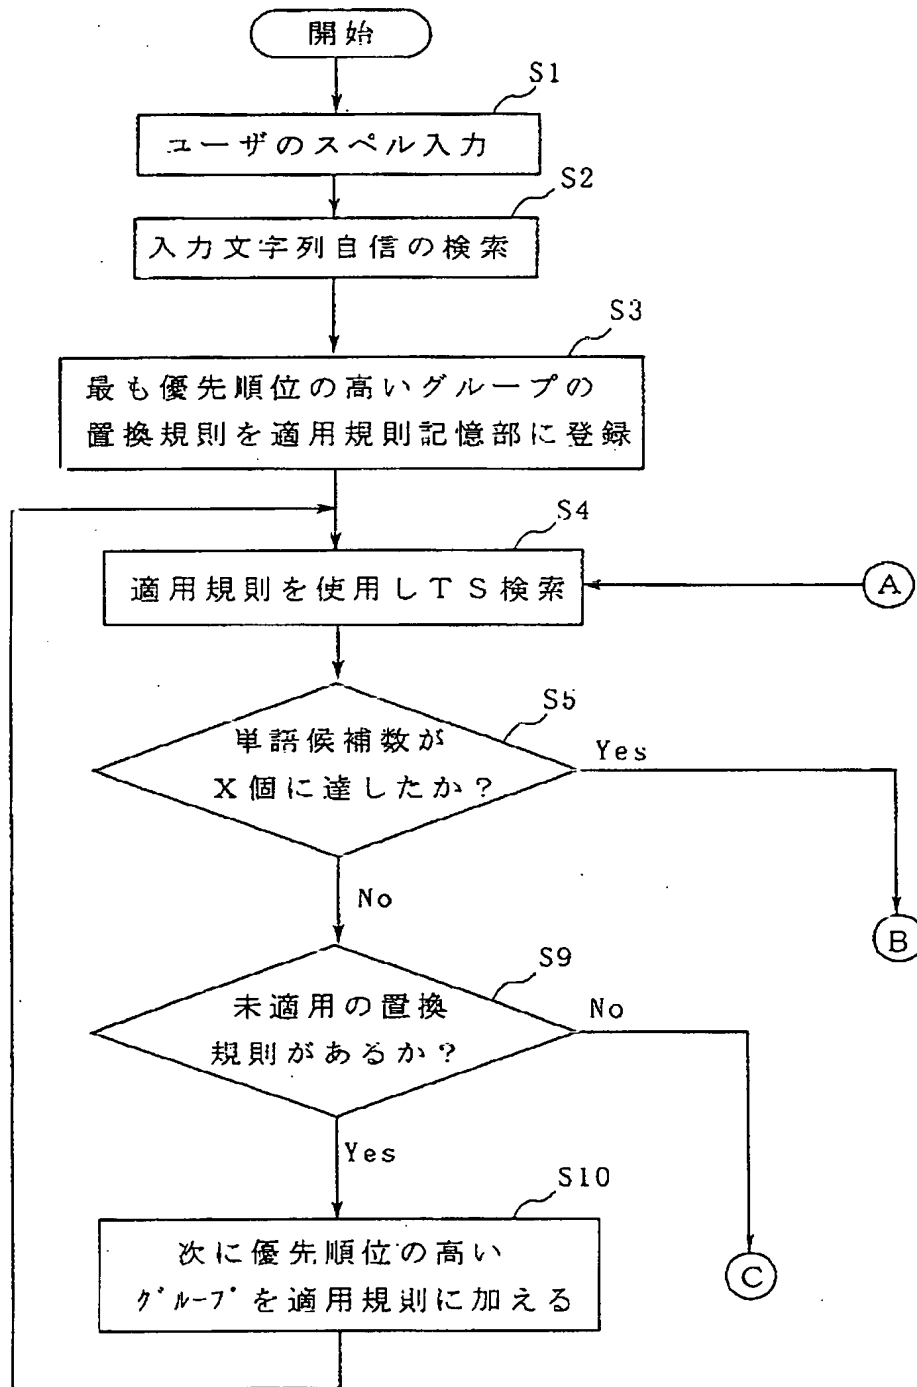 開始
S1
ユーザのスペル入力
S2
入力文字列自信の検索
S3
最も優先順位の高いグループの
置換規則を適用規則記憶部に登録
S4
適用規則を使用しTS検索
A
S5
単語候補数が
X個に達したか？
Yes
No
B
S9
未適用の置換
規則があるか？
No
Yes
S10
次に優先順位の高い
ｸﾞﾙｰﾌﾟを適用規則に加える
C